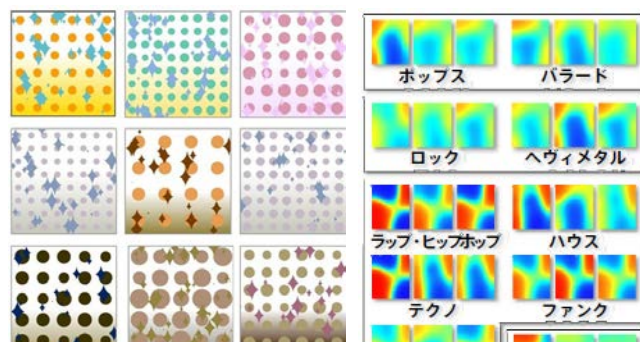 ポップス
バラード
ロック
ヘヴィメタル
ラップ・ヒップホップ
ハウス
テクノ
ファンク